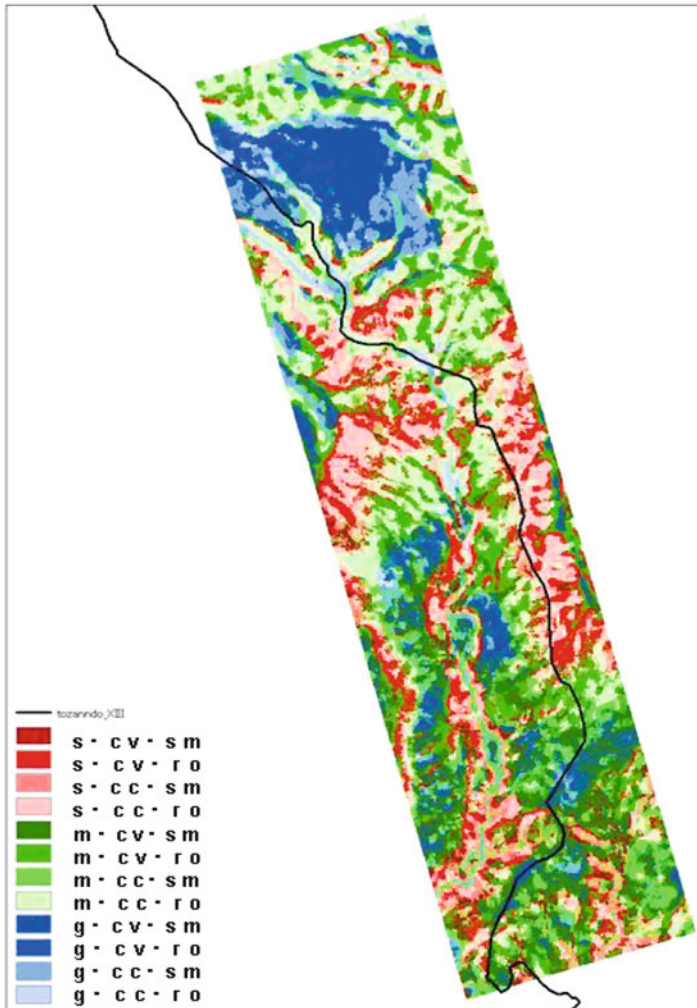 tozanndo_XIII
s-cv-sm
s-cv-ro
s-cc-sm
s-cc-ro
m-cv-sm
m-cv-ro
m-cc-sm
m-cc-ro
g-cv-sm
g-cv-ro
g-cc-sm
g-cc-ro